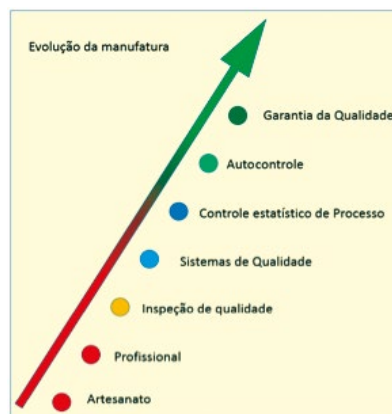 Evolução da manufatura
Garantia da Qualidade
Autocontrole
Controle estatístico de Processo
Sistemas de Qualidade
Inspeção de qualidade
Profissional
Artesanato